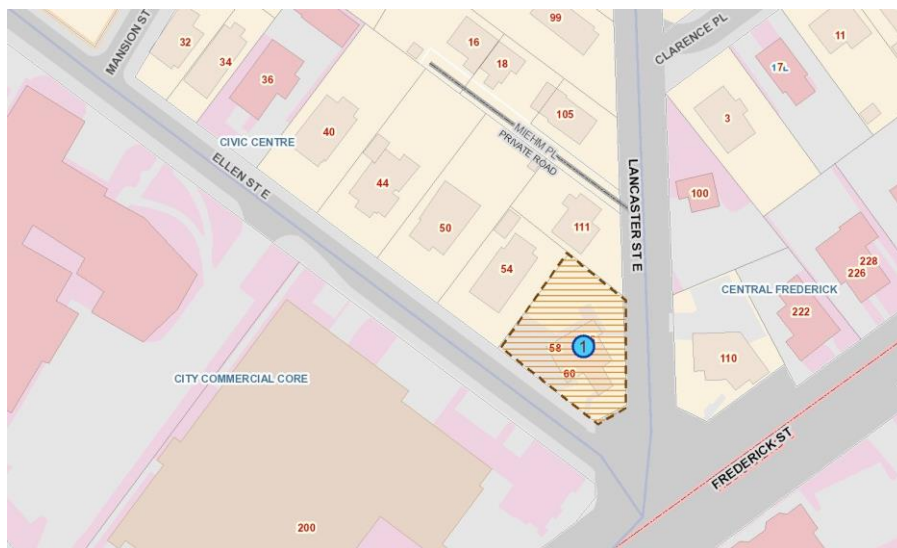 99
MANSION ST
32
34
36
16
18
105
CLARENCE PL
11
17L
3
40
CIVIC CENTRE
MIEHM PL
PRIVATE ROAD
ELLEN ST E
44
50
54
111
LANCASTER ST E
100
228
226
CENTRAL FREDERICK
222
58
1
60
110
CITY COMMERCIAL CORE
FREDERICK ST
200